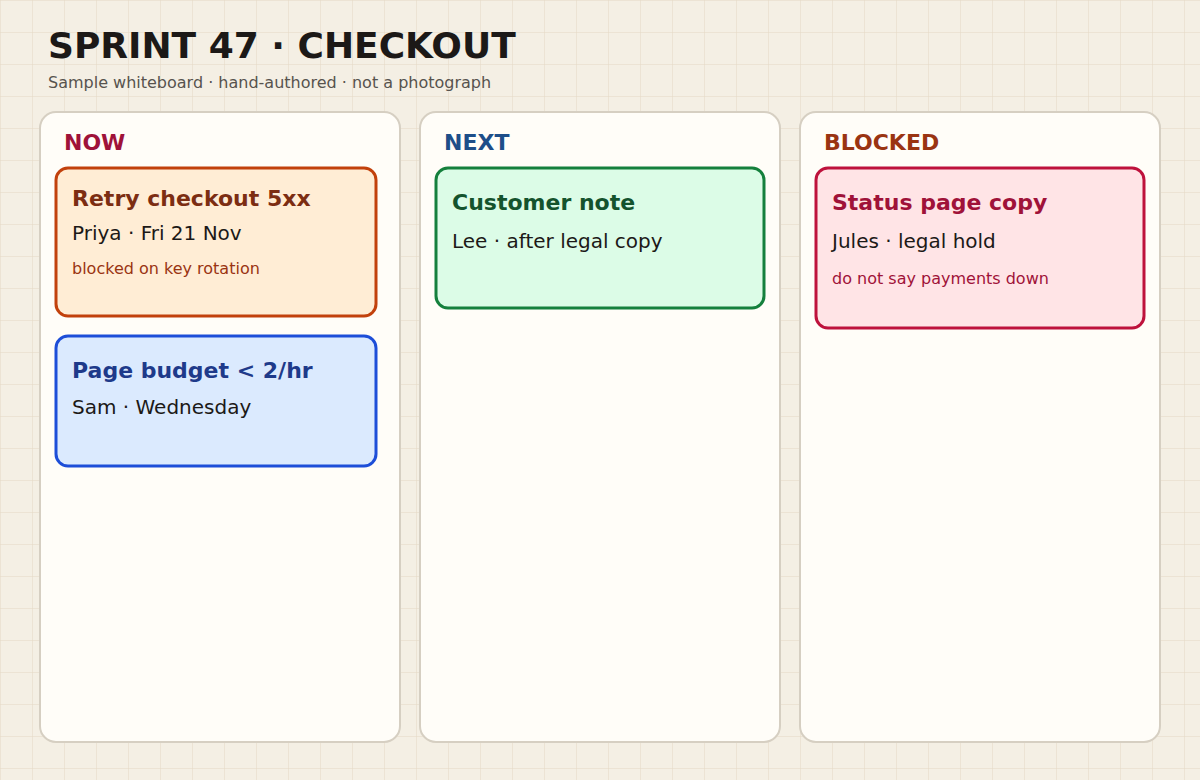 SPRINT 47 · CHECKOUT
Sample whiteboard · hand-authored · not a photograph
NOW
Retry checkout 5xx
Priya · Fri 21 Nov
blocked on key rotation
Page budget < 2/hr
Sam · Wednesday
NEXT
Customer note
Lee · after legal copy
BLOCKED
Status page copy
Jules · legal hold
do not say payments down